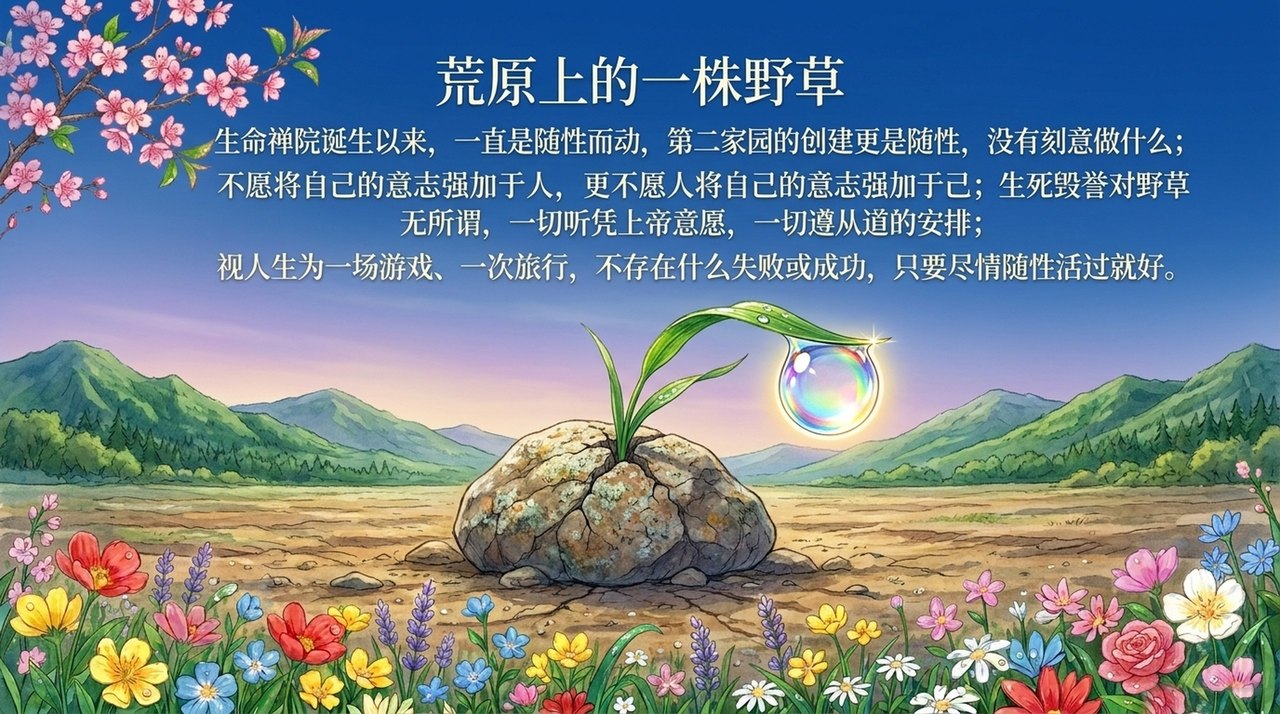 荒原上的一株野草
生命禅院诞生以来，一直是随性而动，第二家园的创建更是随性，没有刻意做什么；
不愿将自己的意志强加于人，更不愿人将自己的意志强加于己；生死毁誉对野草
无所谓，一切听凭上帝意愿，一切遵从道的安排；
视人生为一场游戏、一次旅行，不存在什么失败或成功，只要尽情随性活过就好。